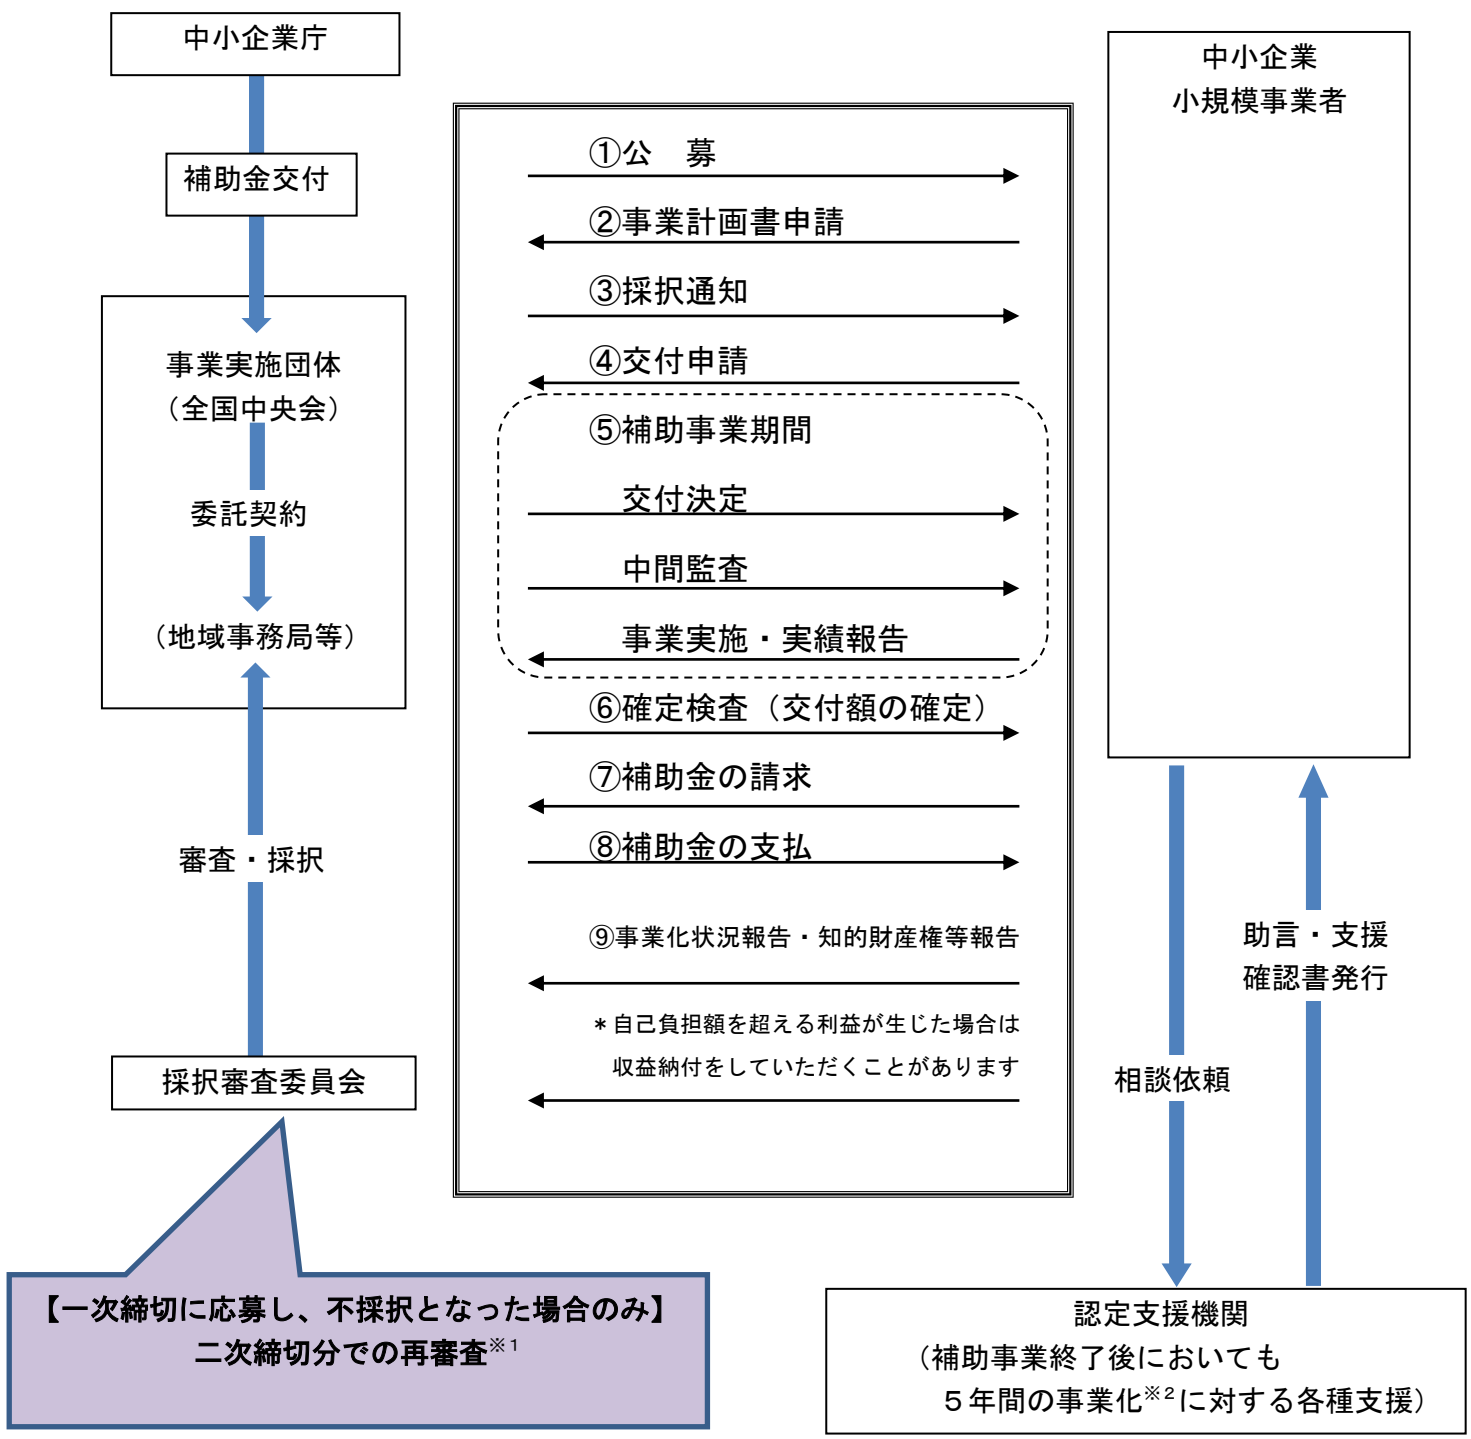 中小企業庁
補助金交付
事業実施団体
（全国中央会）
委託契約
（地域事務局等）
審査・採択
採択審査委員会
【一次締切に応募し、不採択となった場合のみ】
二次締切分での再審査※1
①公　募
②事業計画書申請
③採択通知
④交付申請
⑤補助事業期間
交付決定
中間監査
事業実施・実績報告
⑥確定検査（交付額の確定）
⑦補助金の請求
⑧補助金の支払
⑨事業化状況報告・知的財産権等報告
＊自己負担額を超える利益が生じた場合は
収益納付をしていただくことがあります
中小企業
小規模事業者
助言・支援
確認書発行
相談依頼
認定支援機関
（補助事業終了後においても
５年間の事業化※2に対する各種支援）